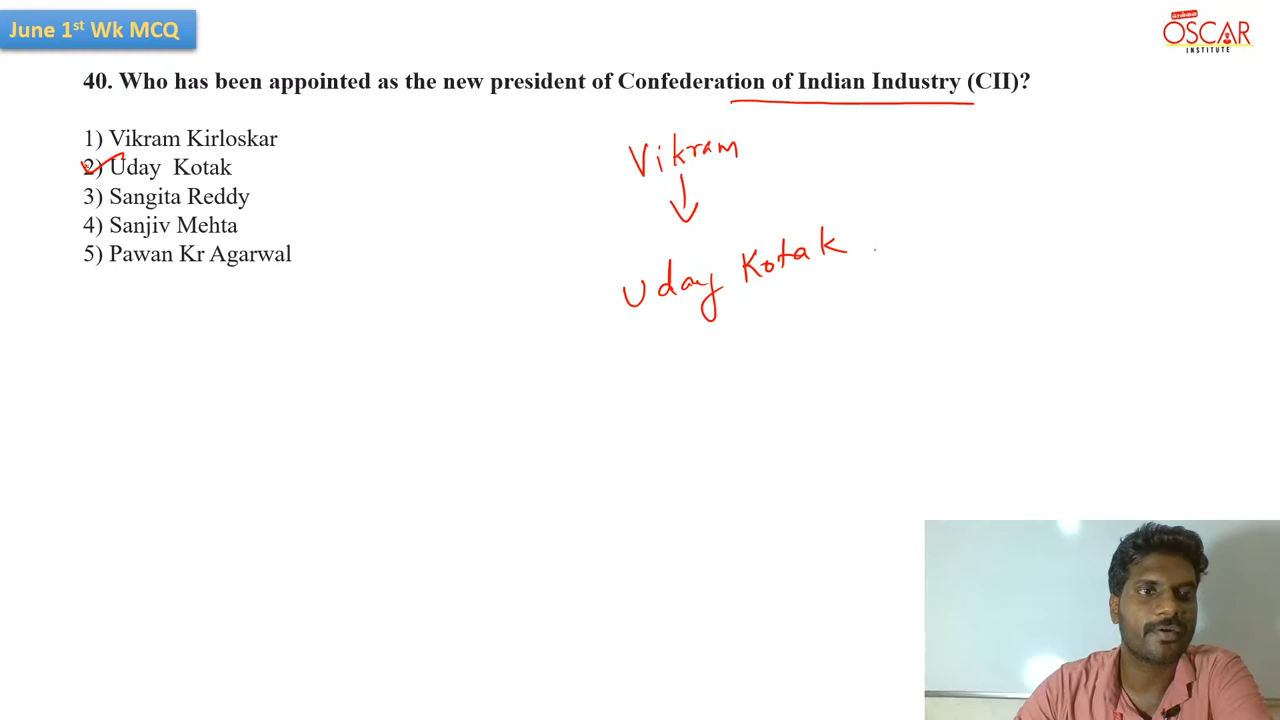 June 1st Wk MCQ
சென்னை
OSCAR
INSTITUTE
40. Who has been appointed as the new president of Confederation of Indian Industry (CII)?
1) Vikram Kirloskar
2) Uday Kotak
3) Sangita Reddy
4) Sanjiv Mehta
5) Pawan Kr Agarwal
Vikram
Uday Kotak